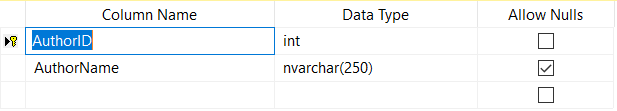 Column Name Data Type Allow Nulls
AuthorID int
AuthorName nvarchar(250)